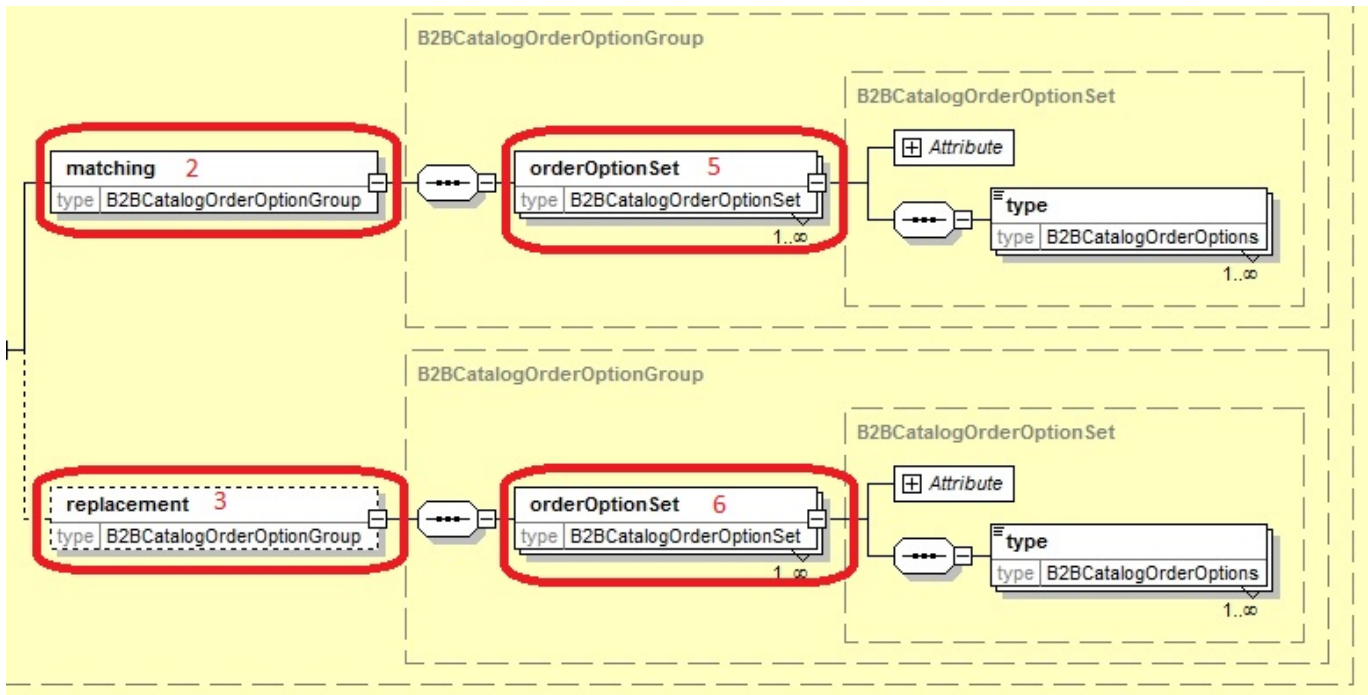 B2BCatalogOrderOptionGroup
B2BCatalogOrderOptionSet
Attribute
matching 2
type B2BCatalogOrderOptionGroup
orderOptionSet 5
type B2BCatalogOrderOptionSet
1..∞
type
type B2BCatalogOrderOptions
1..∞
B2BCatalogOrderOptionGroup
B2BCatalogOrderOptionSet
Attribute
replacement 3
type B2BCatalogOrderOptionGroup
orderOptionSet 6
type B2BCatalogOrderOptionSet
1..∞
type
type B2BCatalogOrderOptions
1..∞